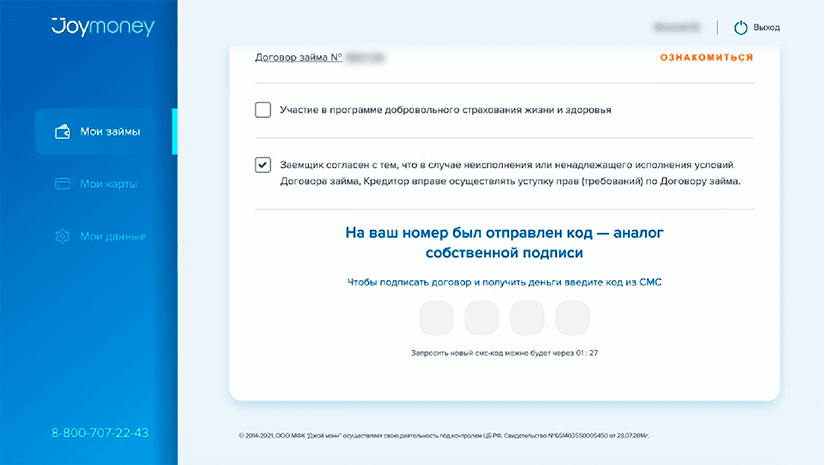 Joymoney
Выход
Договор займа №
ОЗНАКОМИТЬСЯ
Участие в программе добровольного страхования жизни и здоровья
Мои займы
Заемщик согласен с тем, что в случае неисполнения или ненадлежащего исполнения условий
Договора займа, Кредитор вправе осуществлять уступку прав (требований) по Договору займа.
Мои карты
Мои данные
На ваш номер был отправлен код — аналог
собственной подписи
Чтобы подписать договор и получить деньги введите код из СМС
Запросить новый смс-код можно будет через 01 : 27
8-800-707-22-43
© 2014-2021, ООО МФК "Джой мани" осуществляет свою деятельность под контролем ЦБ РФ. Свидетельство №651403550005450 от 28.07.2014г.